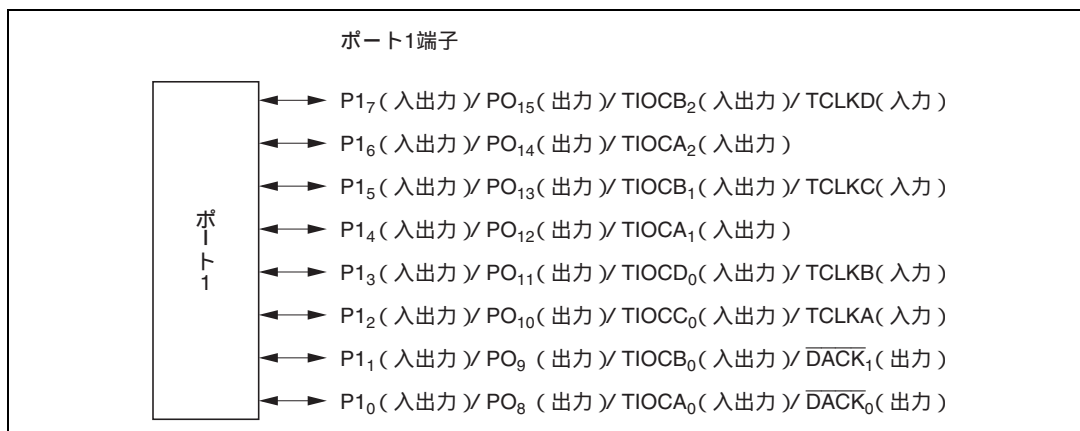 ポート1端子
ポート1
P1₇(入出力)/ PO₁₅(出力)/ TIOCB₂(入出力)/ TCLKD(入力)
P1₆(入出力)/ PO₁₄(出力)/ TIOCA₂(入出力)
P1₅(入出力)/ PO₁₃(出力)/ TIOCB₁(入出力)/ TCLKC(入力)
P1₄(入出力)/ PO₁₂(出力)/ TIOCA₁(入出力)
P1₃(入出力)/ PO₁₁(出力)/ TIOCD₀(入出力)/ TCLKB(入力)
P1₂(入出力)/ PO₁₀(出力)/ TIOCC₀(入出力)/ TCLKA(入力)
P1₁(入出力)/ PO₉ (出力)/ TIOCB₀(入出力)/ D̅A̅C̅K̅₁(出力)
P1₀(入出力)/ PO₈ (出力)/ TIOCA₀(入出力)/ D̅A̅C̅K̅₀(出力)